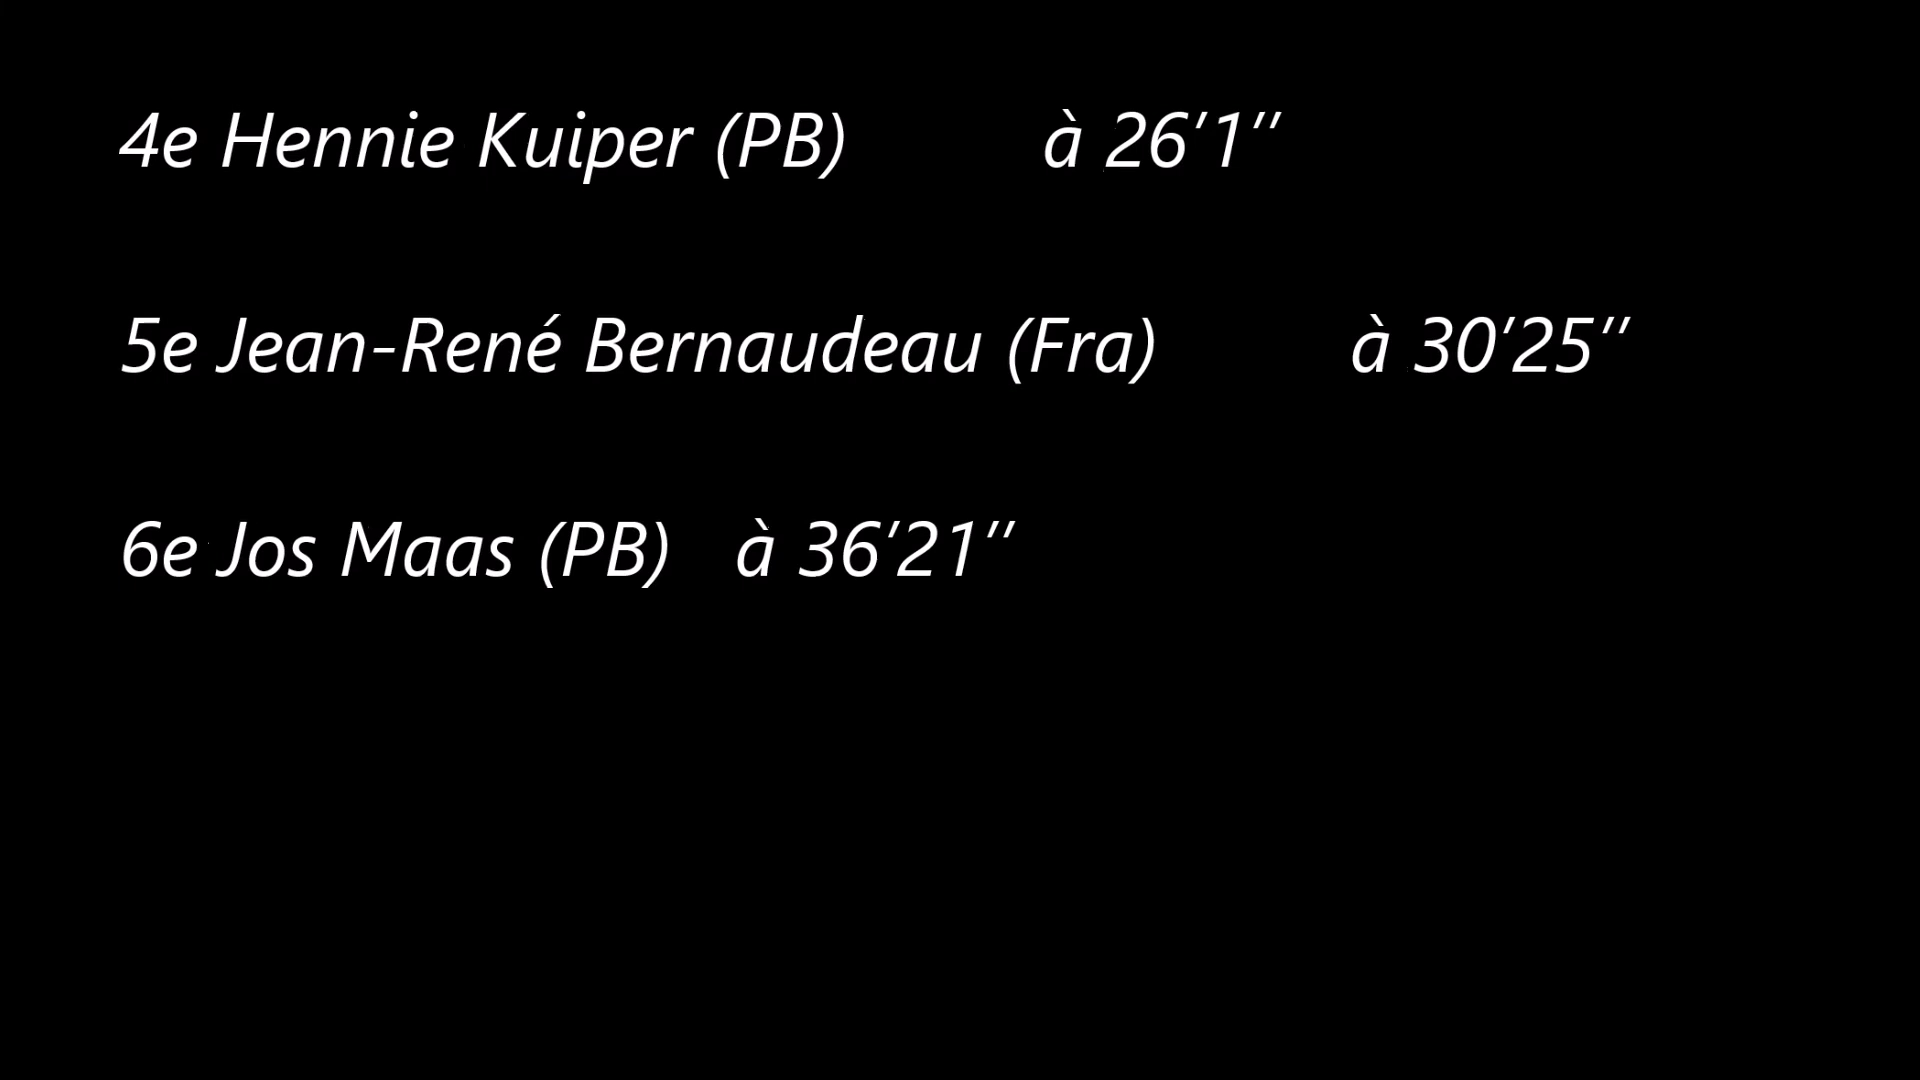 4e Hennie Kuiper (PB) à 26’1’’
5e Jean-René Bernaudeau (Fra) à 30’25’’
6e Jos Maas (PB) à 36’21’’